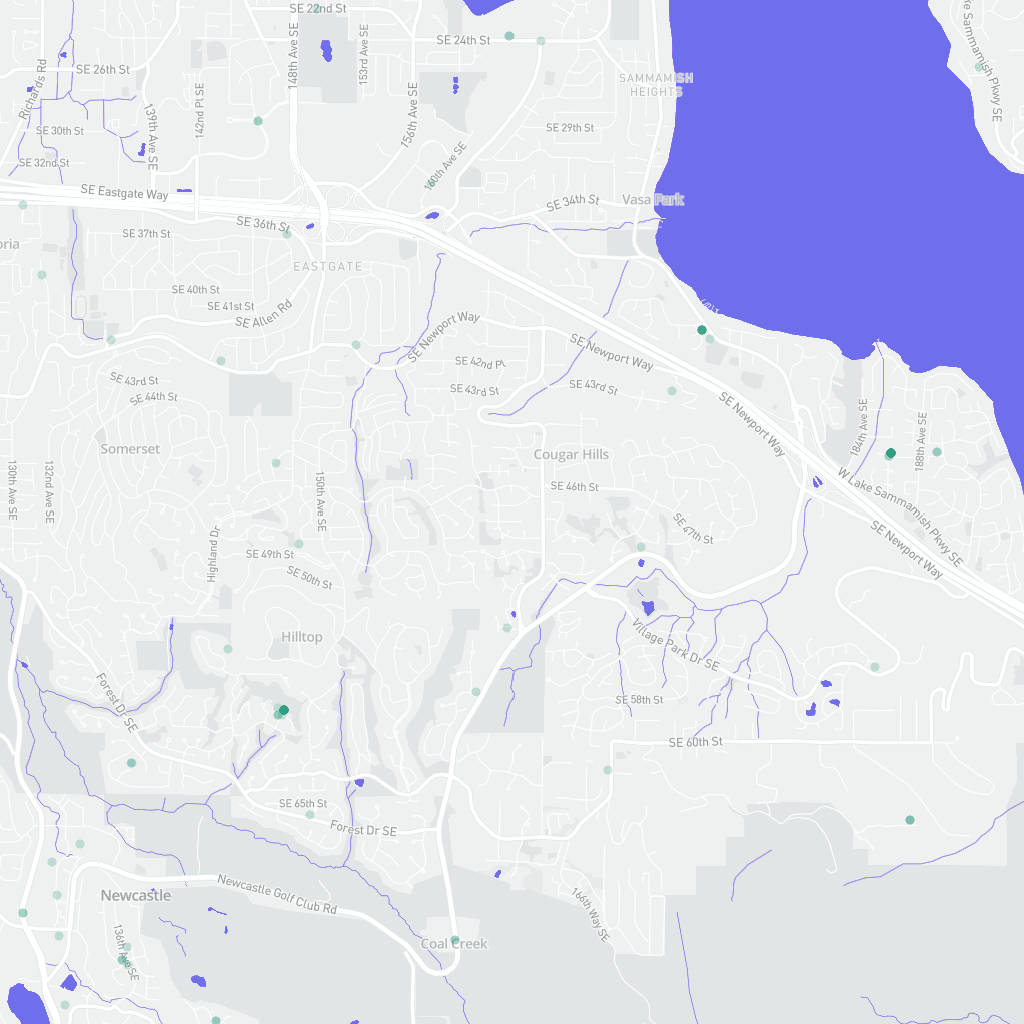 SE 22nd St
148th Ave SE
153rd Ave SE
SE 24th St
Lake Sammamish Pkwy SE
SE 26th St
Richards Rd
SAMMAMISH
HEIGHTS
139th Ave SE
142nd PLSE
156th Ave SE
SE 30th St
SE 29th St
SE 32nd St
160th Ave SE
SE Eastgate Way
SE 34th St
Vasa Park
SE 36th St
SE 37th St
oria
EASTGATE
SE 40th St
SE 41st St
SE Allen Rd
SE Newport Way
SE Newport Way
SE 42nd Pl
SE 43rd St
SE 44th St
SE 43rd St
SE 43rd St
SE Newport Way
184th Ave SE
188th Ave SE
Somerset
Cougar Hills
130th Ave SE
132nd Ave SE
150th Ave SE
SE 46th St
W Lake Sammamish Pkwy SE
SE 47th St
SE Newport Way
Highland Dr
SE 49th St
SE 50th St
Hilltop
Village Park Dr SE
Forest Dr SE
SE 58th St
SE 60th St
SE 65th St
Forest Dr SE
Newcastle
Newcastle Golf Club Rd
166th Way SE
136th Ave SE
Coal Creek